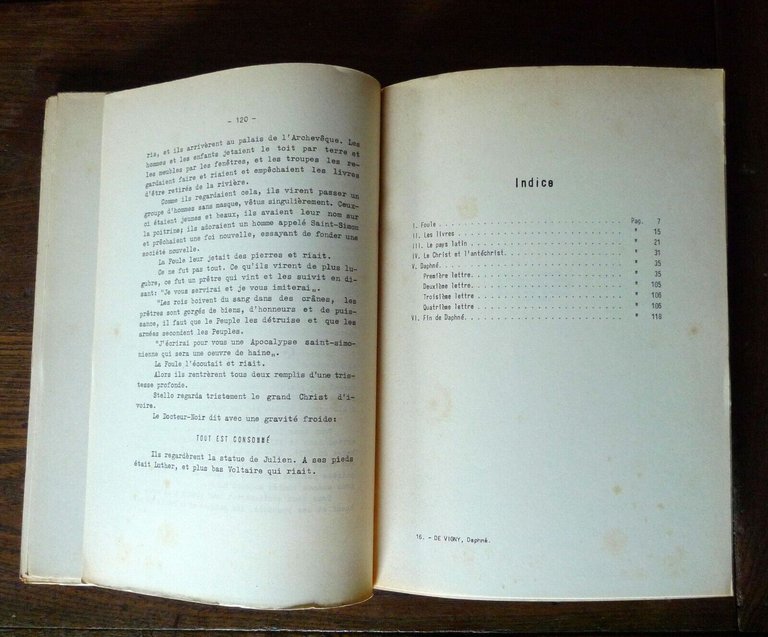 - 120 -
ris, et ils arrivèrent au palais de l'Archevêque. Les
hommes et les enfants jetaient le toit par terre et
les meubles par les fenêtres, et les troupes les re-
gardaient faire et riaient et empêchaient les livres
d'être retirés de la rivière.
Comme ils regardaient cela, ils virent passer un
groupe d'hommes sans masque, vêtus singulièrement. Ceux-
ci étaient jeunes et beaux, ils avaient leur nom sur
la poitrine; ils adoraient un homme appelé Saint-Simon
et prêchaient une foi nouvelle, essayant de fonder une
société nouvelle.
La Foule leur jetait des pierres et riait.
Ce ne fut pas tout. Ce qu'ils virent de plus lu-
gubre, ce fut un prêtre qui vint et les suivit en di-
sant: "Je vous servirai et je vous imiterai„.
"Les rois boivent du sang dans des crânes, les
prêtres sont gorgés de biens, d'honneurs et de puis-
sance, il faut que le Peuple les détruise et que les
armées secondent les Peuples.
"J'écrirai pour vous une Apocalypse saint-simo-
nienne qui sera une oeuvre de haine„.
La Foule l'écoutait et riait.
Alors ils rentrèrent tous deux remplis d'une tris-
tesse profonde.
Stello regarda tristement le grand Christ d'i-
voire.
Le Docteur-Noir dit avec une gravité froide:
TOUT EST CONSOMMÉ
Ils regardèrent la statue de Julien. A ses pieds
était Luther, et plus bas Voltaire qui riait.
Indice
I. Foule . . . . . . . . . . Pag. 7
II. Les livres . . . . . . . . . . " 15
III. Le pays latin . . . . . . . . . . " 21
IV. Le Christ et l'antéchrist. . . . . . . . . . " 31
V. Daphné. . . . . . . . . . " 35
Première lettre. . . . . . . . . . " 35
Deuxième lettre. . . . . . . . . . " 105
Troisième lettre . . . . . . . . . . " 106
Quatrième lettre . . . . . . . . . . " 106
VI. Fin de Daphné. . . . . . . . . . " 118
16. - DE VIGNY, Daphné.